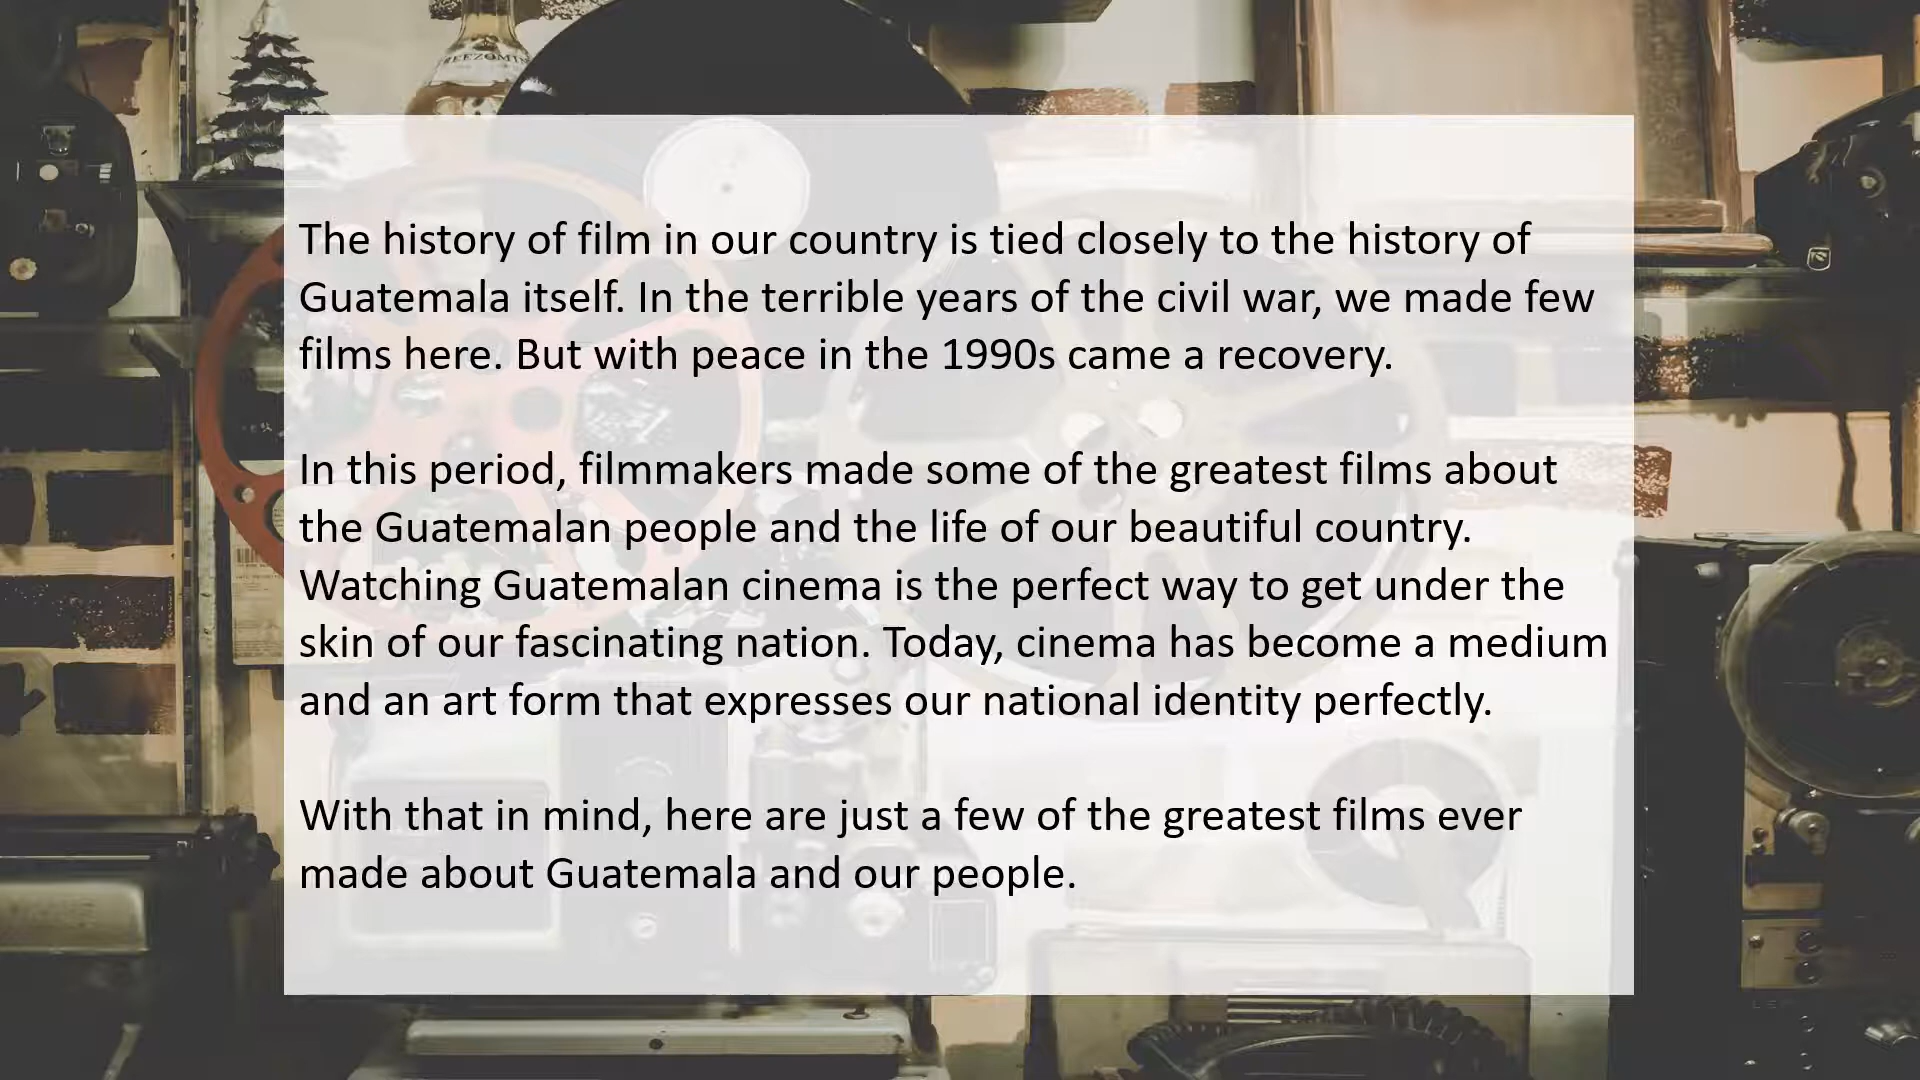 The history of film in our country is tied closely to the history of
Guatemala itself. In the terrible years of the civil war, we made few
films here. But with peace in the 1990s came a recovery.
In this period, filmmakers made some of the greatest films about
the Guatemalan people and the life of our beautiful country.
Watching Guatemalan cinema is the perfect way to get under the
skin of our fascinating nation. Today, cinema has become a medium
and an art form that expresses our national identity perfectly.
With that in mind, here are just a few of the greatest films ever
made about Guatemala and our people.